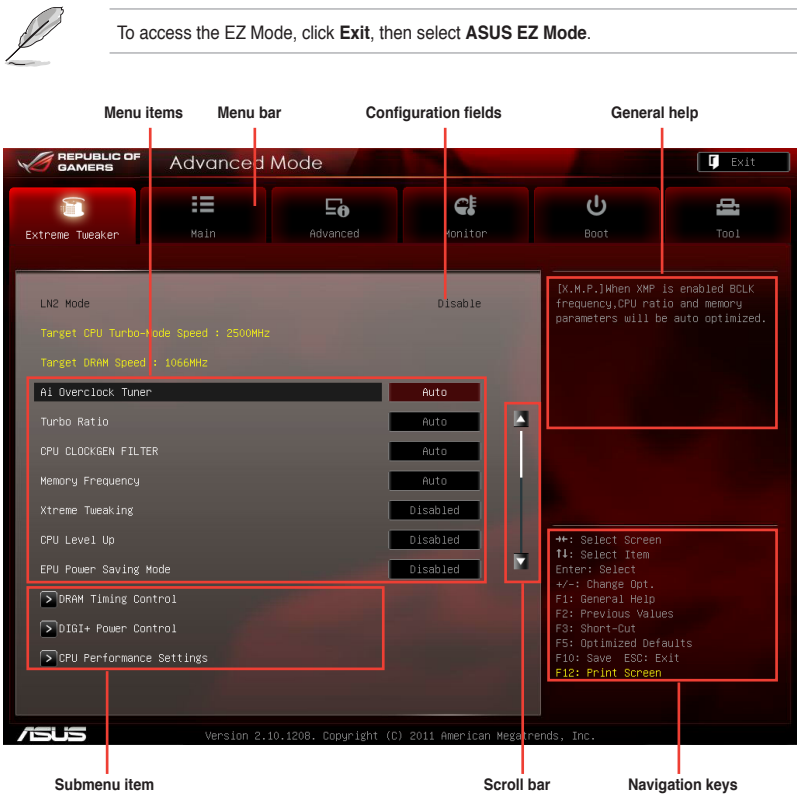 To access the EZ Mode, click Exit, then select ASUS EZ Mode.
Menu items Menu bar Configuration fields General help
REPUBLIC OF
GAMERS
Advanced Mode
Exit
Extreme Tweaker Main Advanced Monitor Boot Tool
LN2 Mode Disable
Target CPU Turbo-Mode Speed : 2500MHz
Target DRAM Speed : 1066MHz
Ai Overclock Tuner Auto
Turbo Ratio Auto
CPU CLOCKGEN FILTER Auto
Memory Frequency Auto
Xtreme Tweaking Disabled
CPU Level Up Disabled
EPU Power Saving Mode Disabled
> DRAM Timing Control
> DIGI+ Power Control
> CPU Performance Settings
[X.M.P.]When XMP is enabled BCLK
frequency,CPU ratio and memory
parameters will be auto optimized.
→←: Select Screen
↑↓: Select Item
Enter: Select
+/-: Change Opt.
F1: General Help
F2: Previous Values
F3: Short-Cut
F5: Optimized Defaults
F10: Save ESC: Exit
F12: Print Screen
ASUS
Version 2.10.1208. Copyright (C) 2011 American Megatrends, Inc.
Submenu item Scroll bar Navigation keys